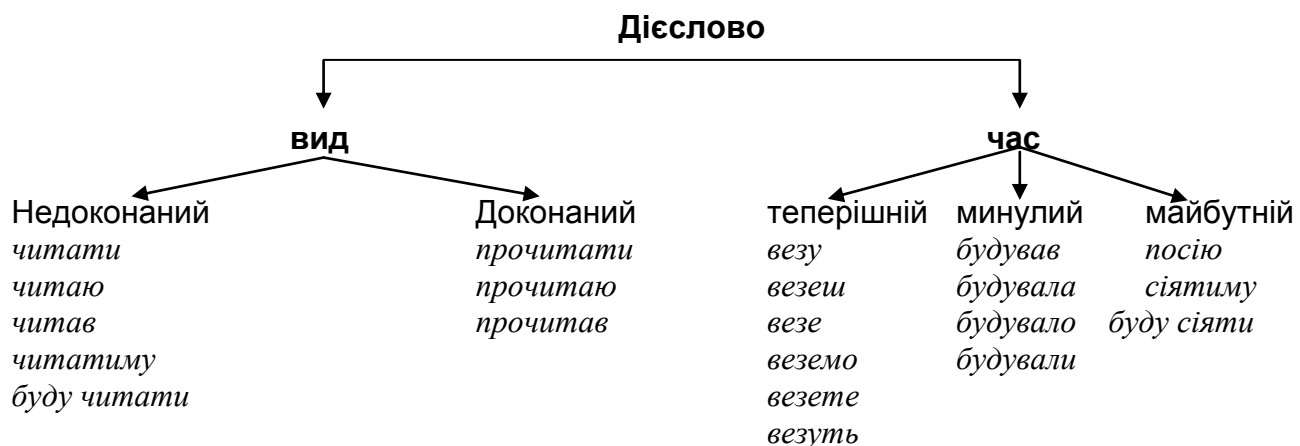 Дієслово
вид час
Недоконаний Доконаний теперішній минулий майбутній
читати прочитати везу будував посію
читаю прочитаю везеш будувала сіятиму
читав прочитав везе будувало буду сіяти
читатиму веземо будували
буду читати везете
везуть